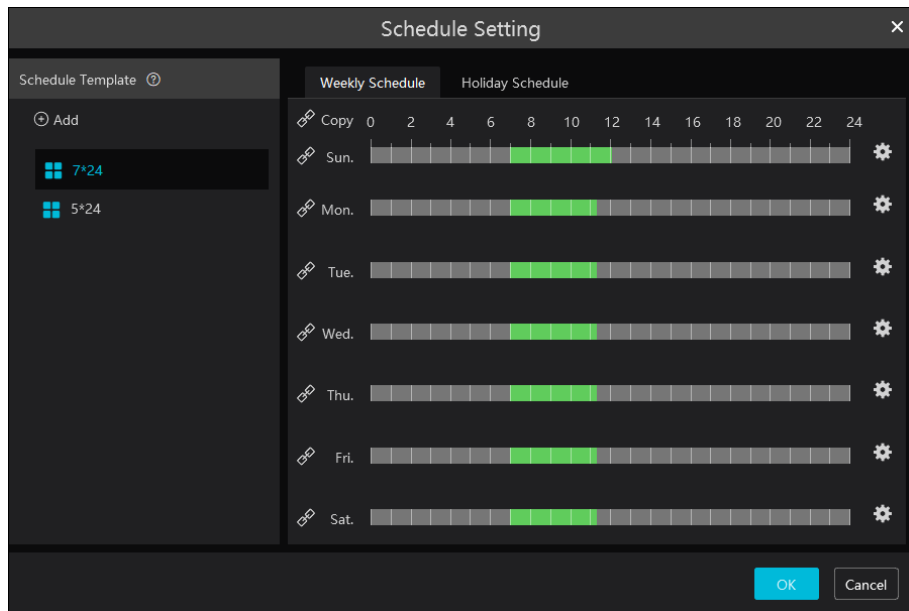 Schedule Setting
Schedule Template
Weekly Schedule Holiday Schedule
Add
Copy 0 2 4 6 8 10 12 14 16 18 20 22 24
7*24
5*24
Sun.
Mon.
Tue.
Wed.
Thu.
Fri.
Sat.
OK Cancel